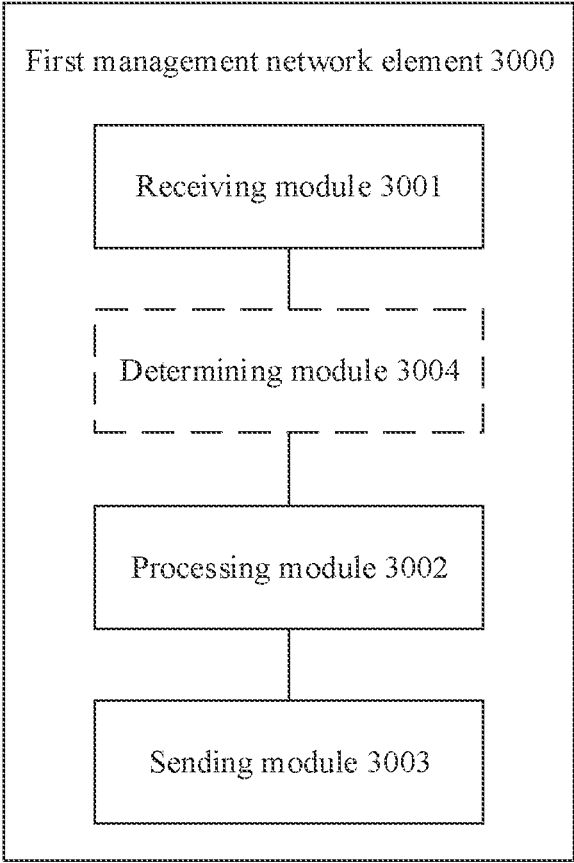 First management network element 3000
Receiving module 3001
Determining module 3004
Processing module 3002
Sending module 3003